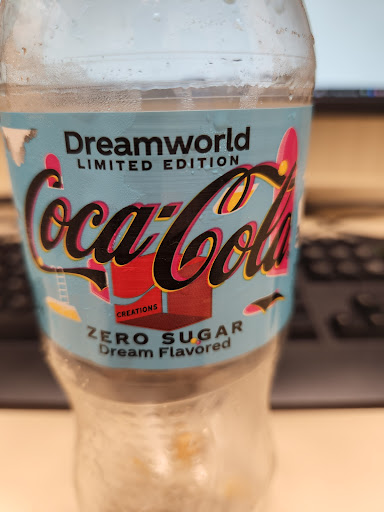 Dreamworld
LIMITED EDITION
Coca-Cola
CREATIONS
ZERO SUGAR
Dream Flavored